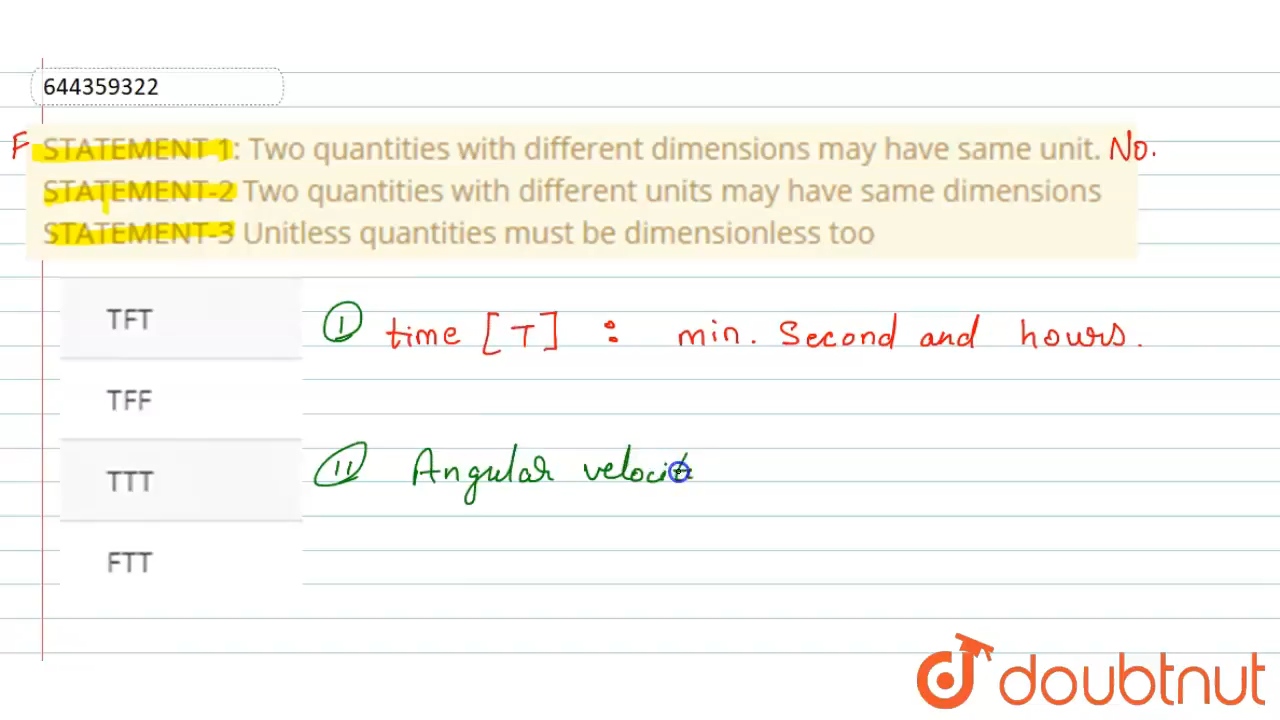 644359322
F STATEMENT 1: Two quantities with different dimensions may have same unit. No.
STATEMENT-2 Two quantities with different units may have same dimensions
STATEMENT-3 Unitless quantities must be dimensionless too
TFT
I time [T] : min. Second and hours.
TFF
II Angular velocit
TTT
FTT
doubtnut